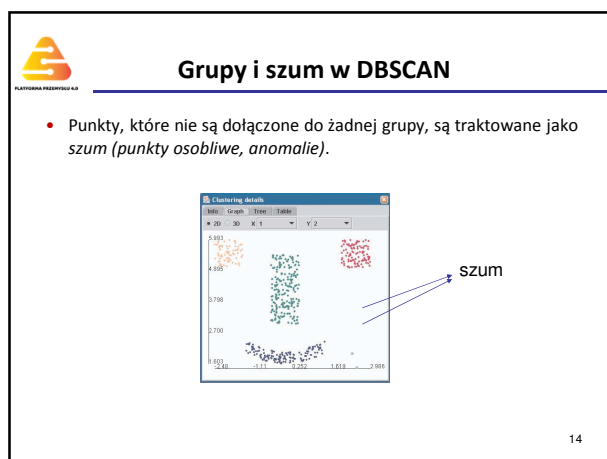 PLATFORMA PRZEMYSŁU 4.0
Grupy i szum w DBSCAN
• Punkty, które nie są dołączone do żadnej grupy, są traktowane jako
szum (punkty osobliwe, anomalie).
Clustering details
Info Graph Tree Table
2D 3D X 1 Y 2
5.993
4.895
3.798
2.700
1.603
-2.48 -1.11 0.252 1.619 2.986
szum
14